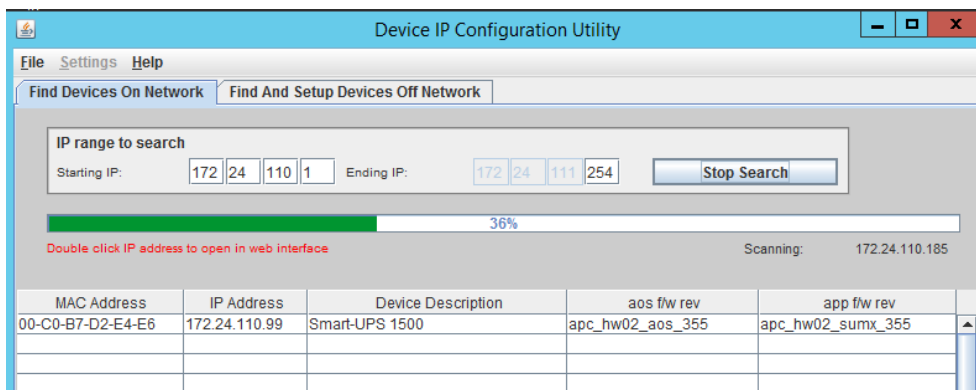 Device IP Configuration Utility
File Settings Help
Find Devices On Network Find And Setup Devices Off Network
IP range to search
Starting IP: 172 24 110 1 Ending IP: 172 24 111 254 Stop Search
36%
Double click IP address to open in web interface Scanning: 172.24.110.185
MAC Address IP Address Device Description aos f/w rev app f/w rev
00-C0-B7-D2-E4-E6 172.24.110.99 Smart-UPS 1500 apc_hw02_aos_355 apc_hw02_sumx_355